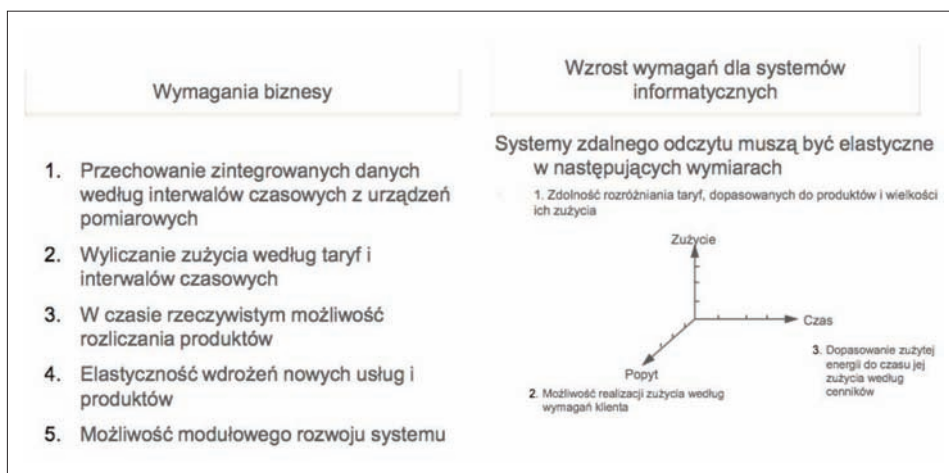 Wymagania biznesy
1. Przechowanie zintegrowanych danych
według interwałów czasowych z urządzeń
pomiarowych
2. Wyliczanie zużycia według taryf i
interwałów czasowych
3. W czasie rzeczywistym możliwość
rozliczania produktów
4. Elastyczność wdrożeń nowych usług i
produktów
5. Możliwość modułowego rozwoju systemu
Wzrost wymagań dla systemów
informatycznych
Systemy zdalnego odczytu muszą być elastyczne
w następujących wymiarach
1. Zdolność rozróżniania taryf, dopasowanych do produktów i wielkości
ich zużycia
Zużycie
Czas
Popyt
2. Możliwość realizacji zużycia według
wymagań klienta
3. Dopasowanie zużytej
energii do czasu jej
zużycia według
cenników